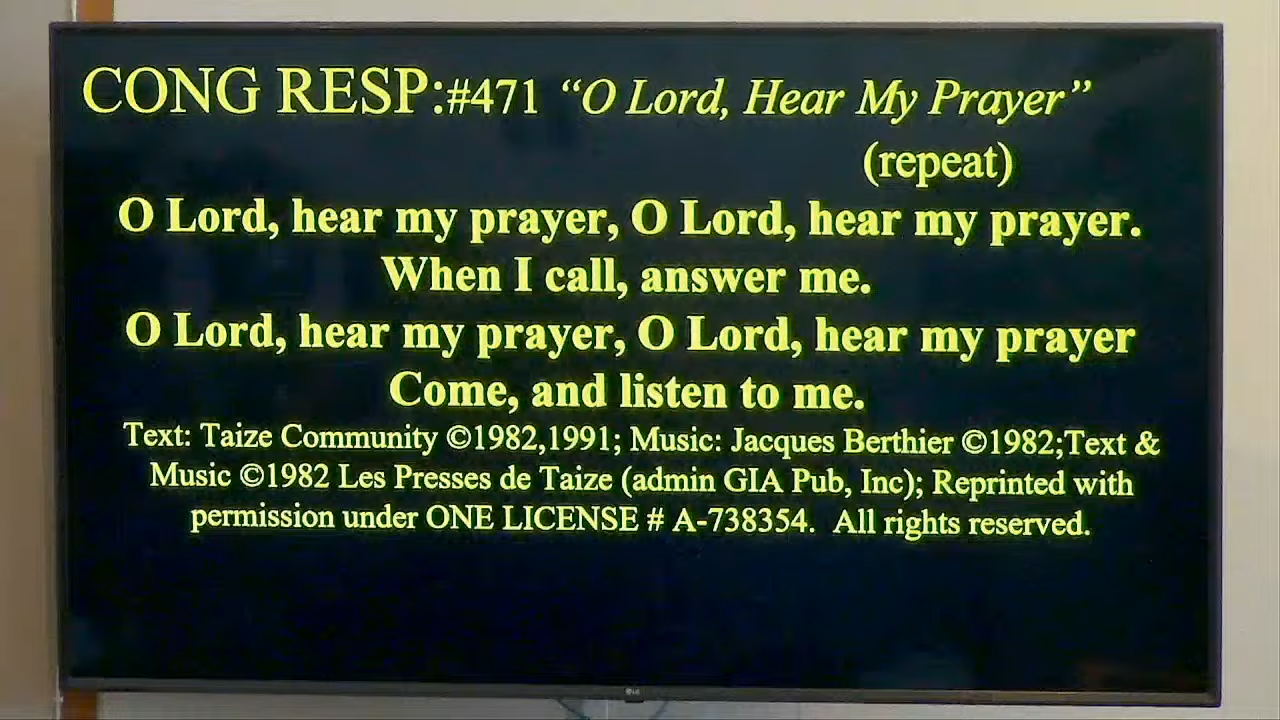 CONG RESP:#471 “O Lord, Hear My Prayer”
(repeat)
O Lord, hear my prayer, O Lord, hear my prayer.
When I call, answer me.
O Lord, hear my prayer, O Lord, hear my prayer
Come, and listen to me.
Text: Taize Community ©1982,1991; Music: Jacques Berthier ©1982;Text &
Music ©1982 Les Presses de Taize (admin GIA Pub, Inc); Reprinted with
permission under ONE LICENSE # A-738354.  All rights reserved.
LG